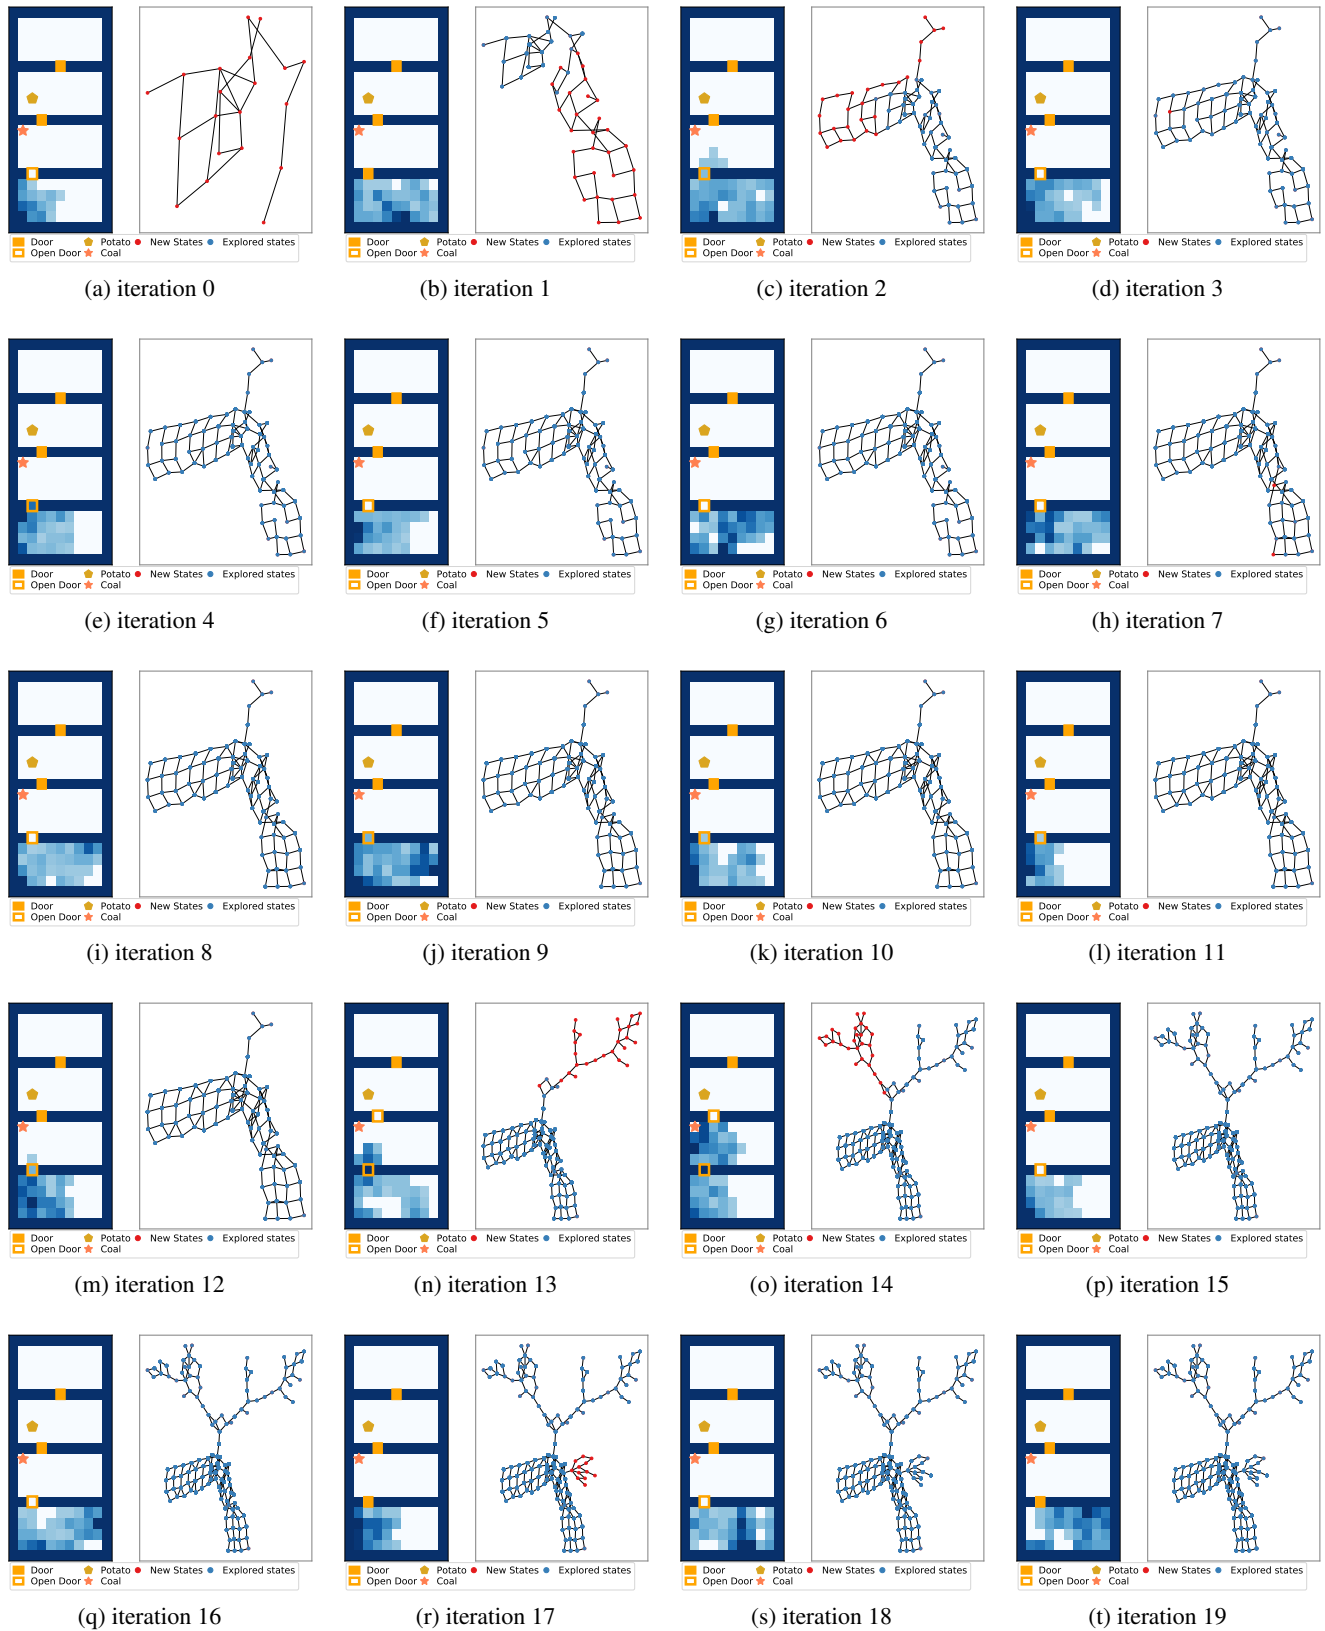 Door Potato New States Explored states Door Potato New States Explored states Door Potato New States Explored states Door Potato New States Explored states
Open Door Coal Open Door Coal Open Door Coal Open Door Coal
(a) iteration 0 (b) iteration 1 (c) iteration 2 (d) iteration 3
Door Potato New States Explored states Door Potato New States Explored states Door Potato New States Explored states Door Potato New States Explored states
Open Door Coal Open Door Coal Open Door Coal Open Door Coal
(e) iteration 4 (f) iteration 5 (g) iteration 6 (h) iteration 7
Door Potato New States Explored states Door Potato New States Explored states Door Potato New States Explored states Door Potato New States Explored states
Open Door Coal Open Door Coal Open Door Coal Open Door Coal
(i) iteration 8 (j) iteration 9 (k) iteration 10 (l) iteration 11
Door Potato New States Explored states Door Potato New States Explored states Door Potato New States Explored states Door Potato New States Explored states
Open Door Coal Open Door Coal Open Door Coal Open Door Coal
(m) iteration 12 (n) iteration 13 (o) iteration 14 (p) iteration 15
Door Potato New States Explored states Door Potato New States Explored states Door Potato New States Explored states Door Potato New States Explored states
Open Door Coal Open Door Coal Open Door Coal Open Door Coal
(q) iteration 16 (r) iteration 17 (s) iteration 18 (t) iteration 19